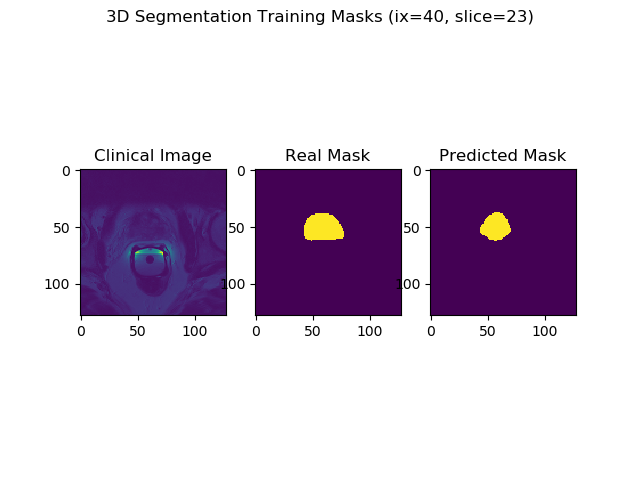 3D Segmentation Training Masks (ix=40, slice=23)
Clinical Image Real Mask Predicted Mask
0 0 0
50 50 50
100 100 100
0 50 100 0 50 100 0 50 100